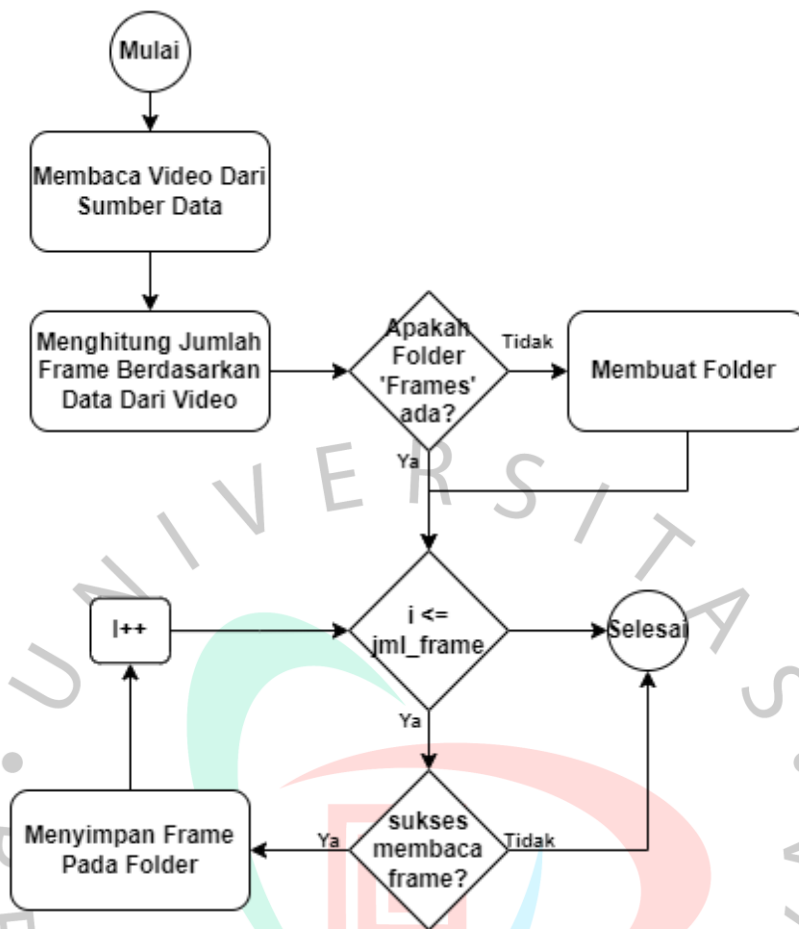 Mulai
Membaca Video Dari
Sumber Data
Menghitung Jumlah
Frame Berdasarkan
Data Dari Video
Apakah
Folder
'Frames'
ada?
Tidak
Membuat Folder
Ya
i <=
jml_frame
I++
Selesai
Ya
sukses
membaca
frame?
Tidak
Ya
Menyimpan Frame
Pada Folder
UNIVERSITAS